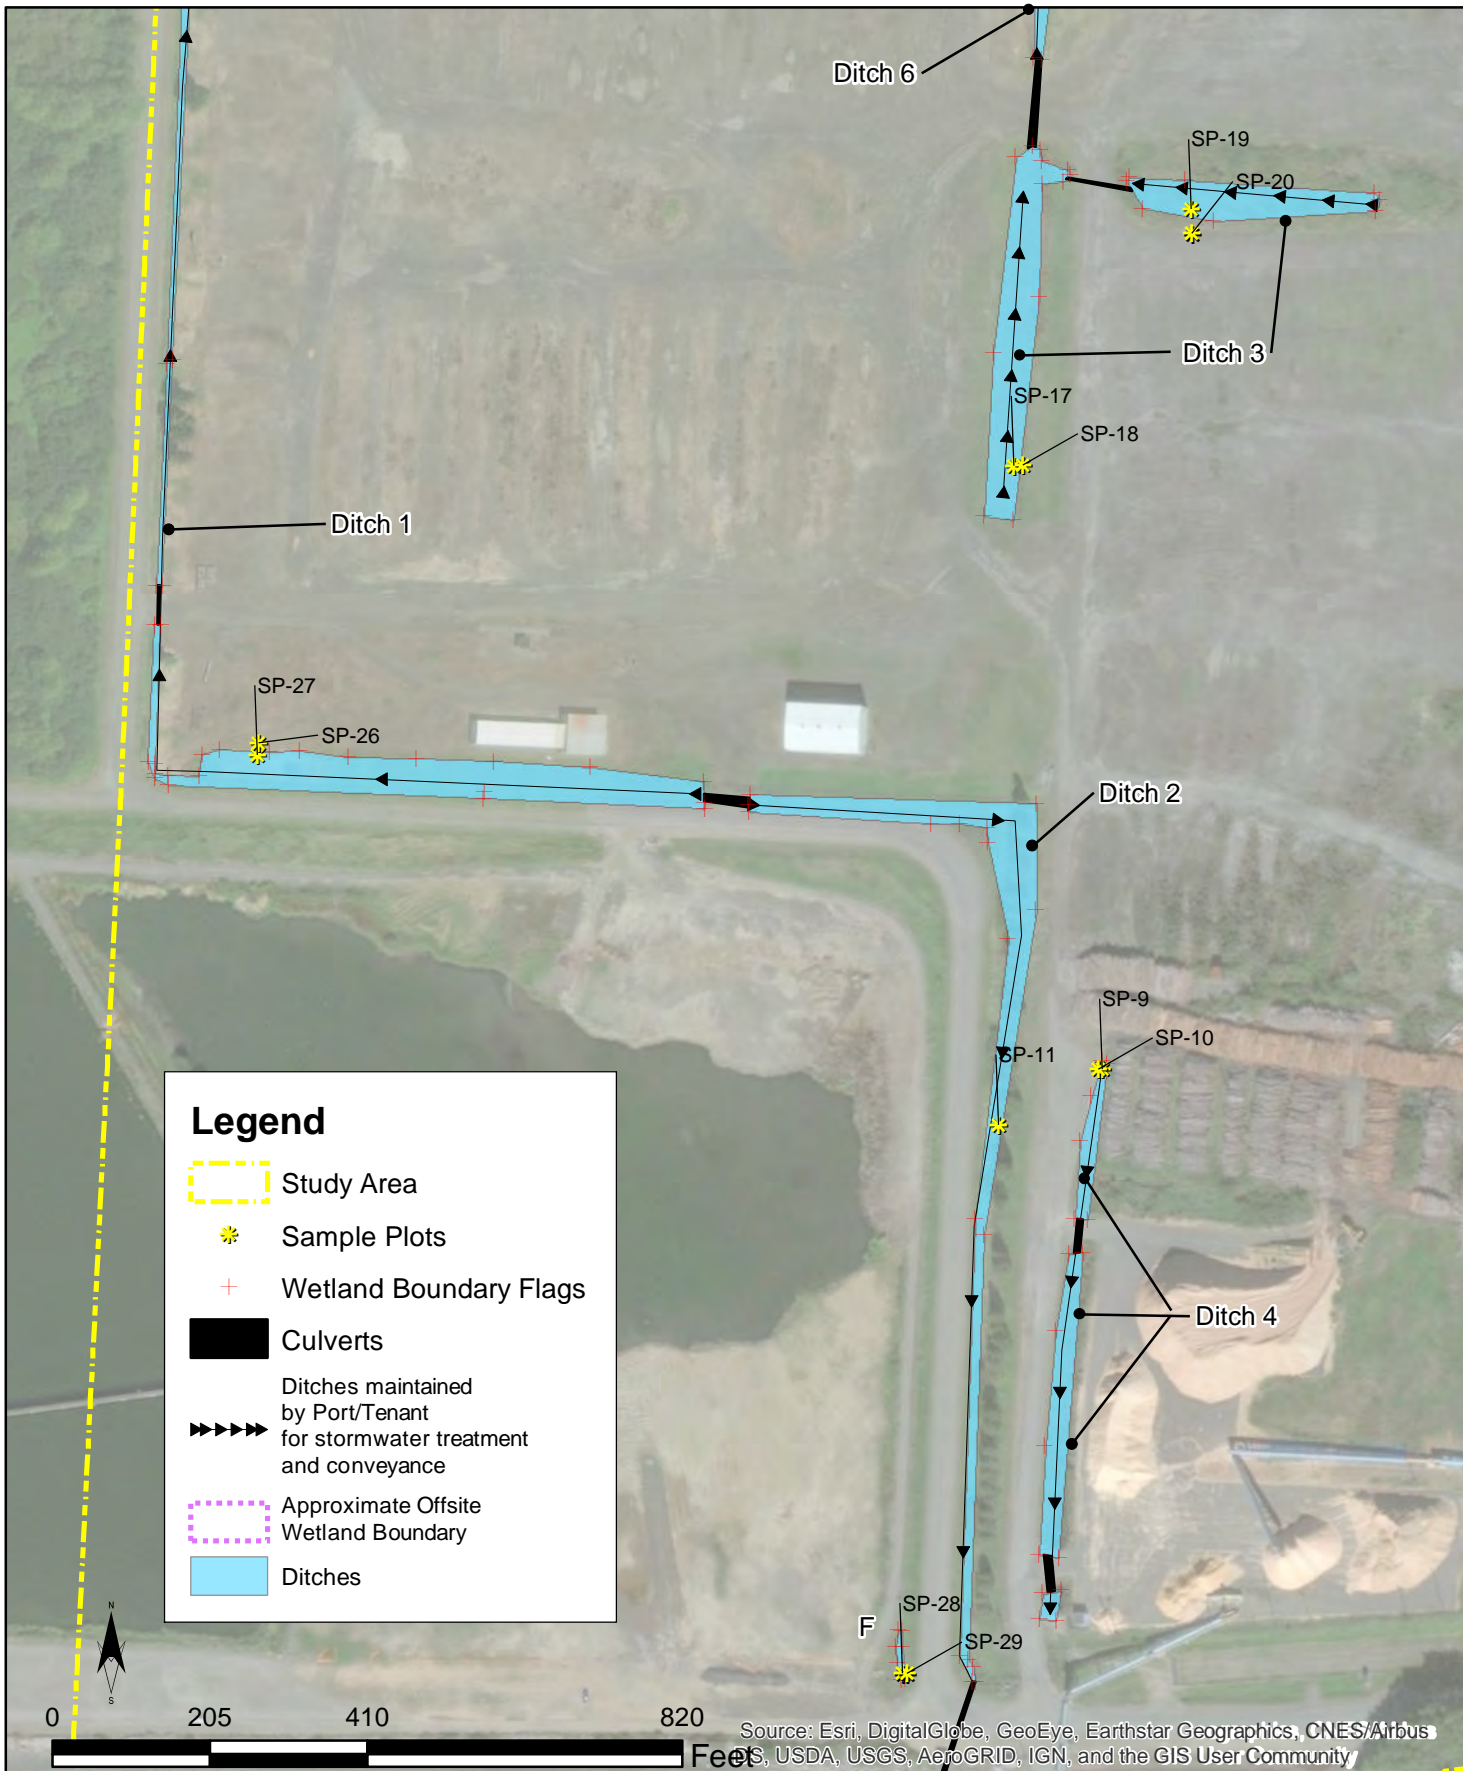 Ditch 6
SP-19
SP-20
Ditch 3
SP-17
SP-18
Ditch 1
SP-27
SP-26
Ditch 2
SP-9
SP-10
SP-11
Legend
Study Area
Sample Plots
Wetland Boundary Flags
Culverts
Ditches maintained
by Port/Tenant
for stormwater treatment
and conveyance
Approximate Offsite
Wetland Boundary
Ditches
Ditch 4
SP-28
F
SP-29
N
S
0 205 410 820
Feet
Source: Esri, DigitalGlobe, GeoEye, Earthstar Geographics, CNES/Airbus
DS, USDA, USGS, AeroGRID, IGN, and the GIS User Community